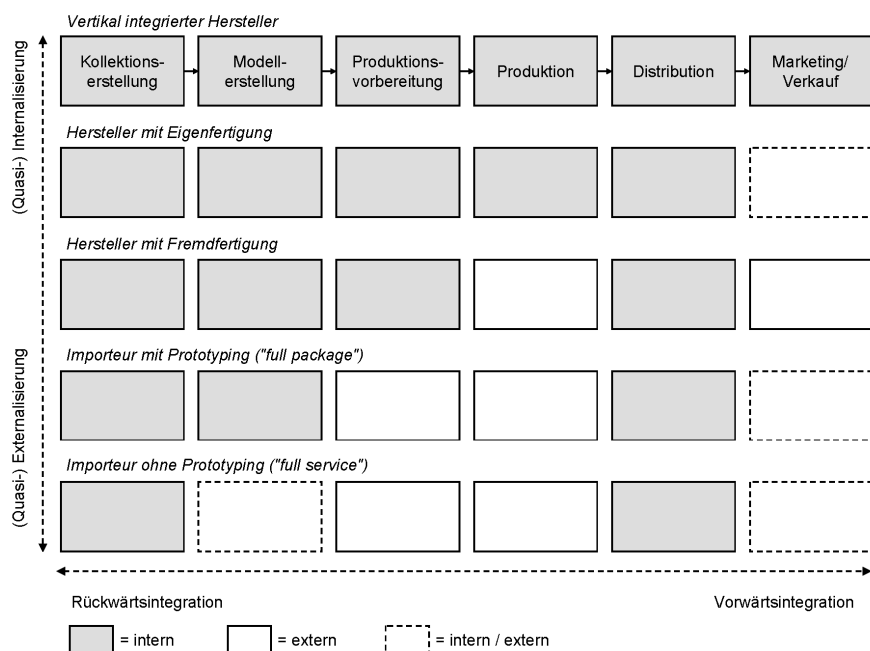 Vertikal integrierter Hersteller
Kollektions-
erstellung
Modell-
erstellung
Produktions-
vorbereitung
Produktion
Distribution
Marketing/
Verkauf
(Quasi-) Internalisierung
Hersteller mit Eigenfertigung
Hersteller mit Fremdfertigung
(Quasi-) Externalisierung
Importeur mit Prototyping ("full package")
Importeur ohne Prototyping ("full service")
Rückwärtsintegration
Vorwärtsintegration
= intern
= extern
= intern / extern